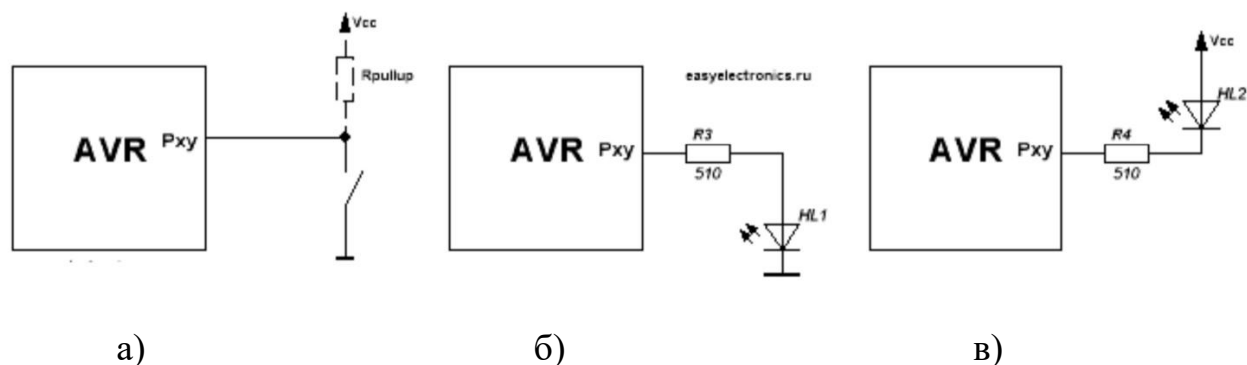 Vcc
Rpullup
AVR Pxy
easyelectronics.ru
AVR Pxy
R3
510
HL1
Vcc
HL2
AVR Pxy
R4
510
а) б) в)